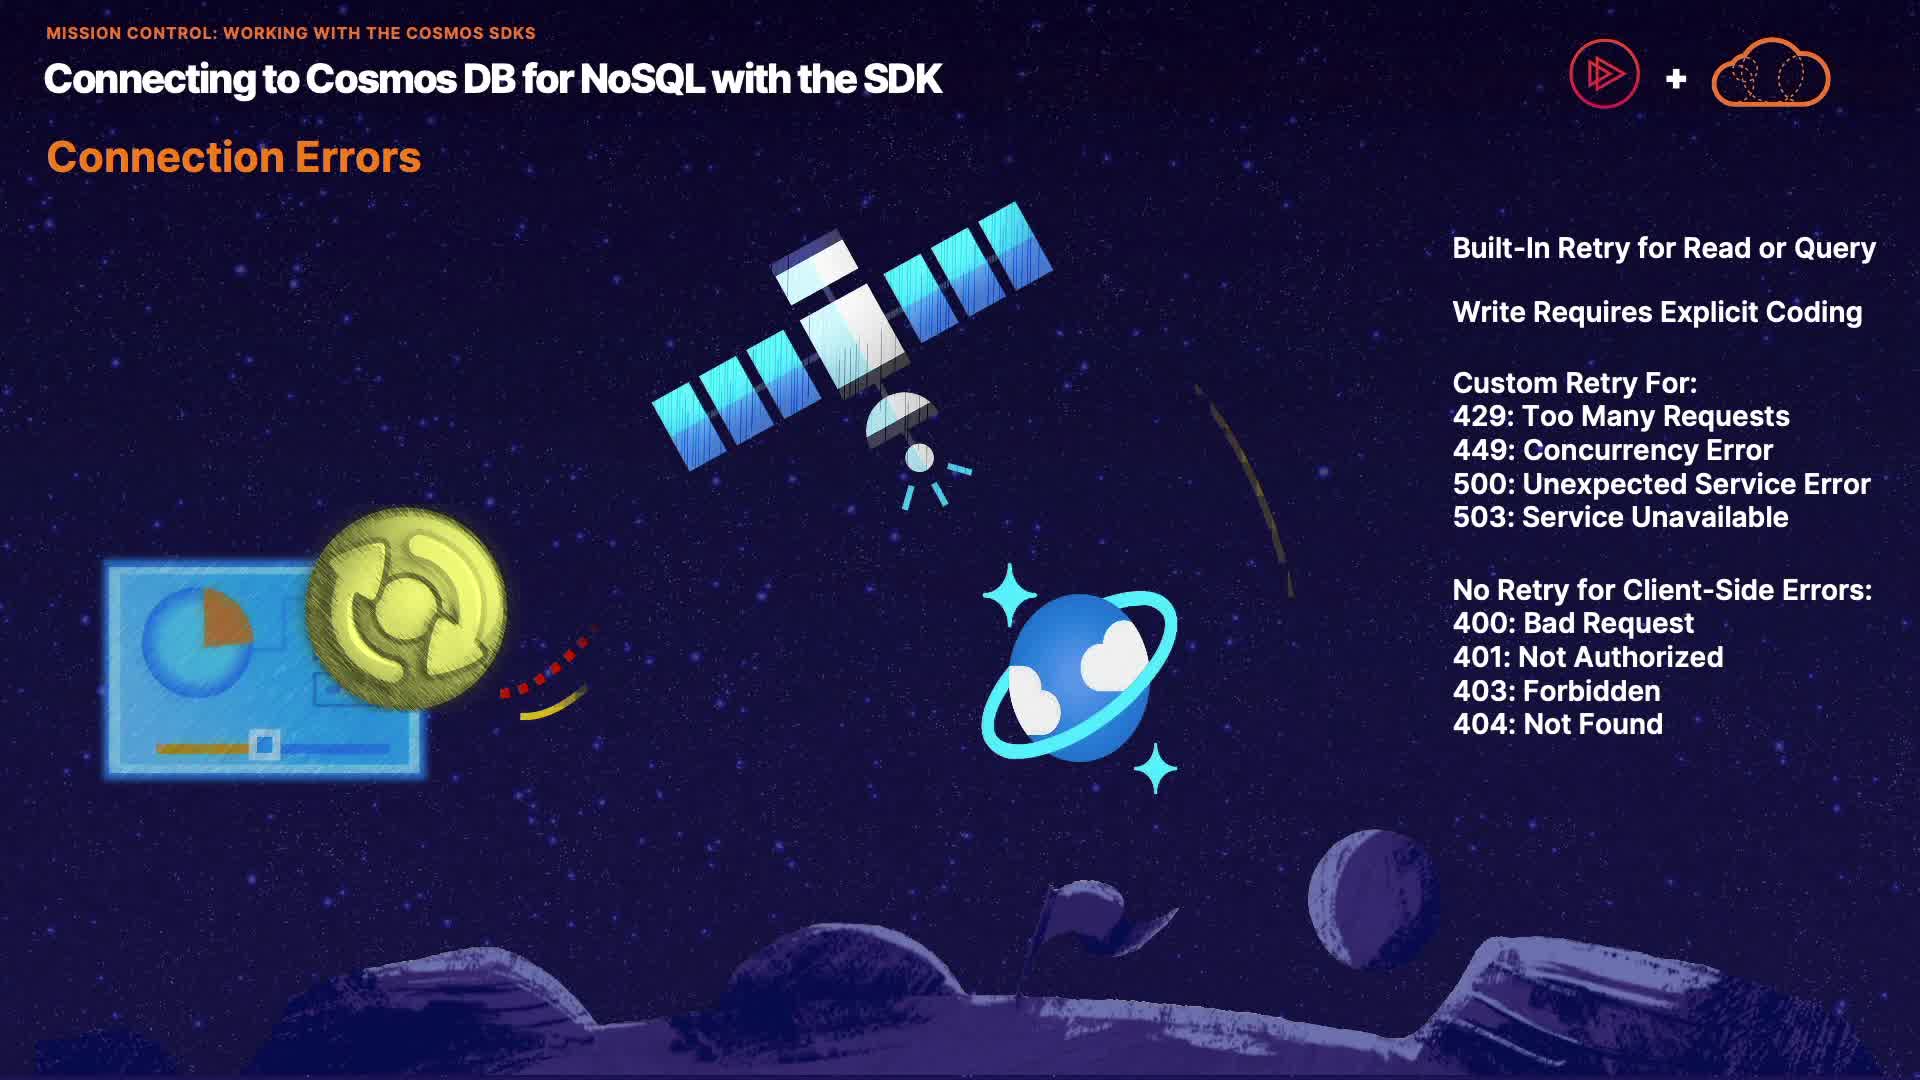 MISSION CONTROL: WORKING WITH THE COSMOS SDKS
Connecting to Cosmos DB for NoSQL with the SDK
Connection Errors
Built-In Retry for Read or Query
Write Requires Explicit Coding
Custom Retry For:
429: Too Many Requests
449: Concurrency Error
500: Unexpected Service Error
503: Service Unavailable
No Retry for Client-Side Errors:
400: Bad Request
401: Not Authorized
403: Forbidden
404: Not Found